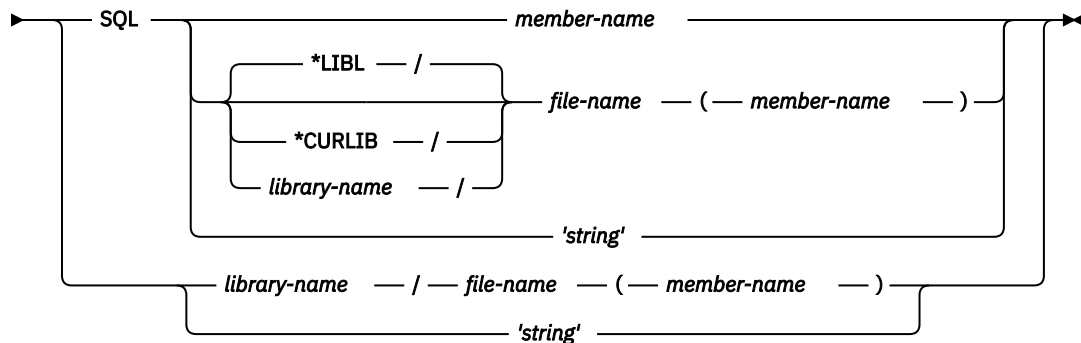 SQL member-name
*LIBL /
file-name ( member-name )
*CURLIB /
library-name /
'string'
library-name / file-name ( member-name )
'string'